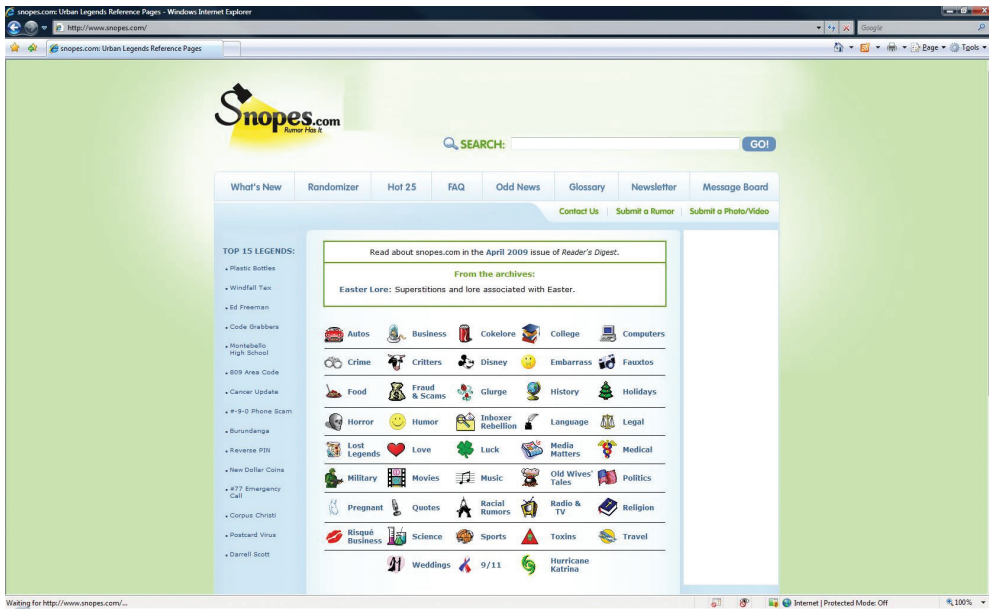 snopes.com: Urban Legends Reference Pages - Windows Internet Explorer
http://www.snopes.com/
Google
snopes.com: Urban Legends Reference Pages
Page
Tools
Snopes.com
Rumor Has It
SEARCH:
GO!
What's New
Randomizer
Hot 25
FAQ
Odd News
Glossary
Newsletter
Message Board
Contact Us
Submit a Rumor
Submit a Photo/Video
TOP 15 LEGENDS:
Plastic Bottles
Windfall Tax
Ed Freeman
Code Grabbers
Montebello
High School
809 Area Code
Cancer Update
#-9-0 Phone Scam
Burundanga
Reverse PIN
New Dollar Coins
#77 Emergency
Call
Corpus Christi
Postcard Virus
Darrell Scott
Read about snopes.com in the April 2009 issue of Reader's Digest.
From the archives:
Easter Lore: Superstitions and lore associated with Easter.
Autos
Business
Cokelore
College
Computers
Crime
Critters
Disney
Embarrass
Fauxtos
Food
Fraud
& Scams
Glurge
History
Holidays
Horror
Humor
Inboxer
Rebellion
Language
Legal
Lost
Legends
Love
Luck
Media
Matters
Medical
Military
Movies
Music
Old Wives'
Tales
Politics
Pregnant
Quotes
Racial
Rumors
Radio &
TV
Religion
Risqué
Business
Science
Sports
Toxins
Travel
Weddings
9/11
Hurricane
Katrina
Waiting for http://www.snopes.com/...
Internet | Protected Mode: Off
100%